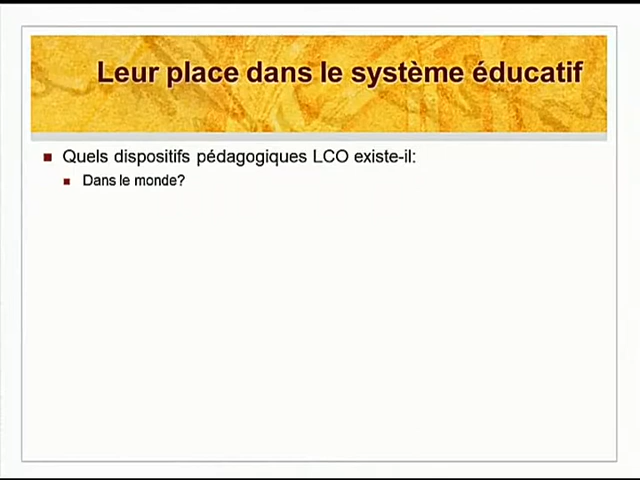 Leur place dans le système éducatif
Quels dispositifs pédagogiques LCO existe-il:
Dans le monde?